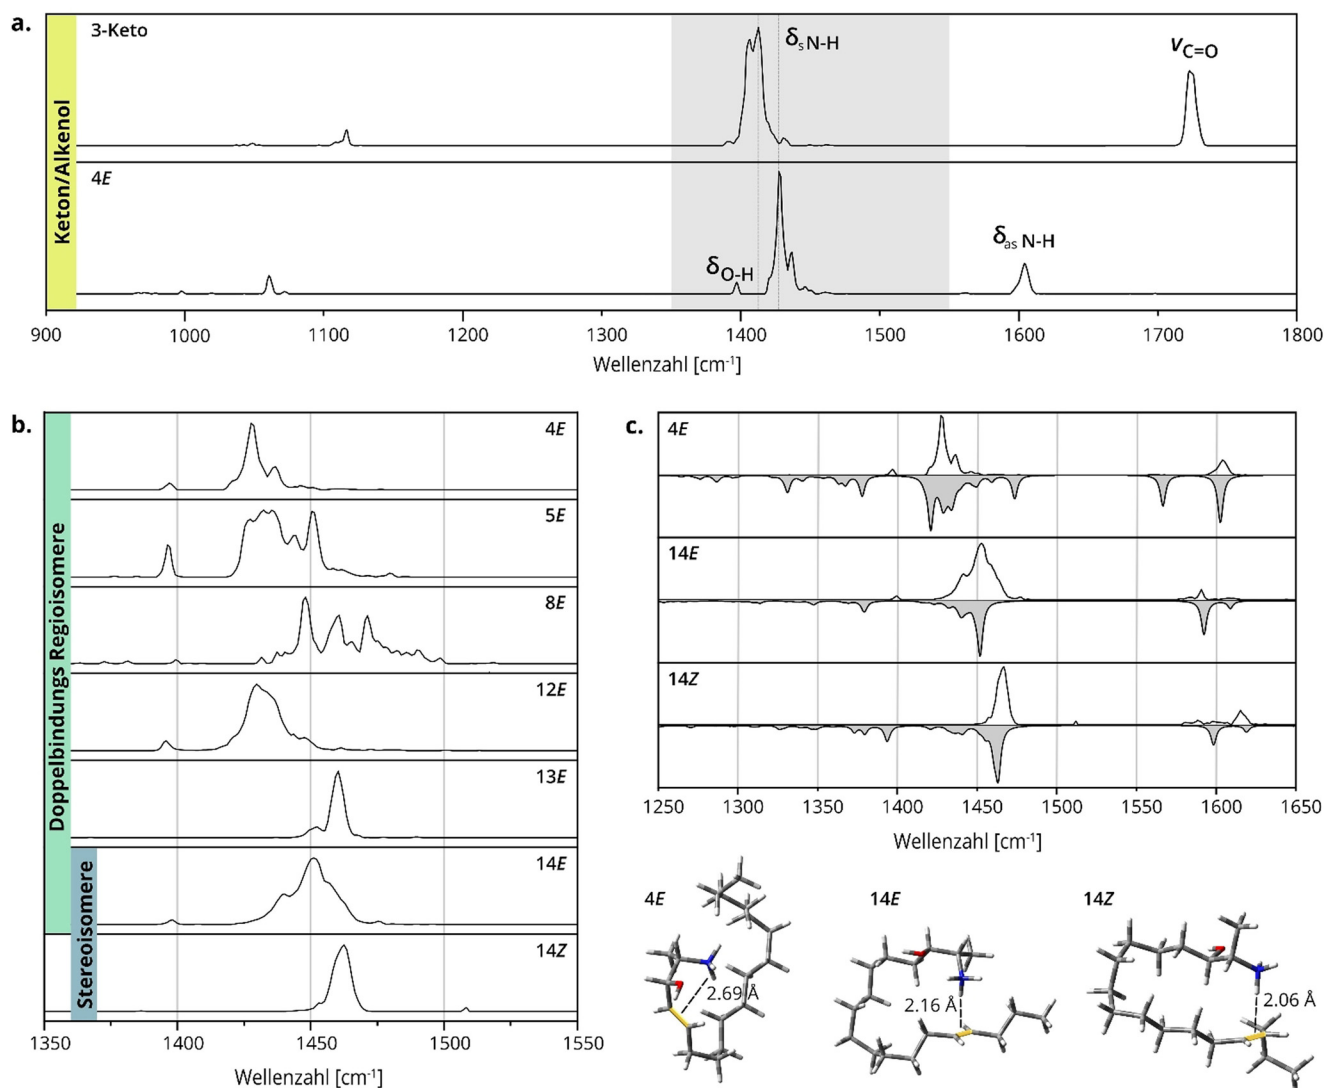 a.
Keton/Alkenol
3-Keto
δs N-H
νC=O
4E
δO-H
δas N-H
900 1000 1100 1200 1300 1400 1500 1600 1700 1800
Wellenzahl [cm-1]
b.
Doppelbindungs Regioisomere
Stereoisomere
4E
5E
8E
12E
13E
14E
14Z
1350 1400 1450 1500 1550
Wellenzahl [cm-1]
c.
4E
14E
14Z
1250 1300 1350 1400 1450 1500 1550 1600 1650
Wellenzahl [cm-1]
4E
2.69 Å
14E
2.16 Å
14Z
2.06 Å